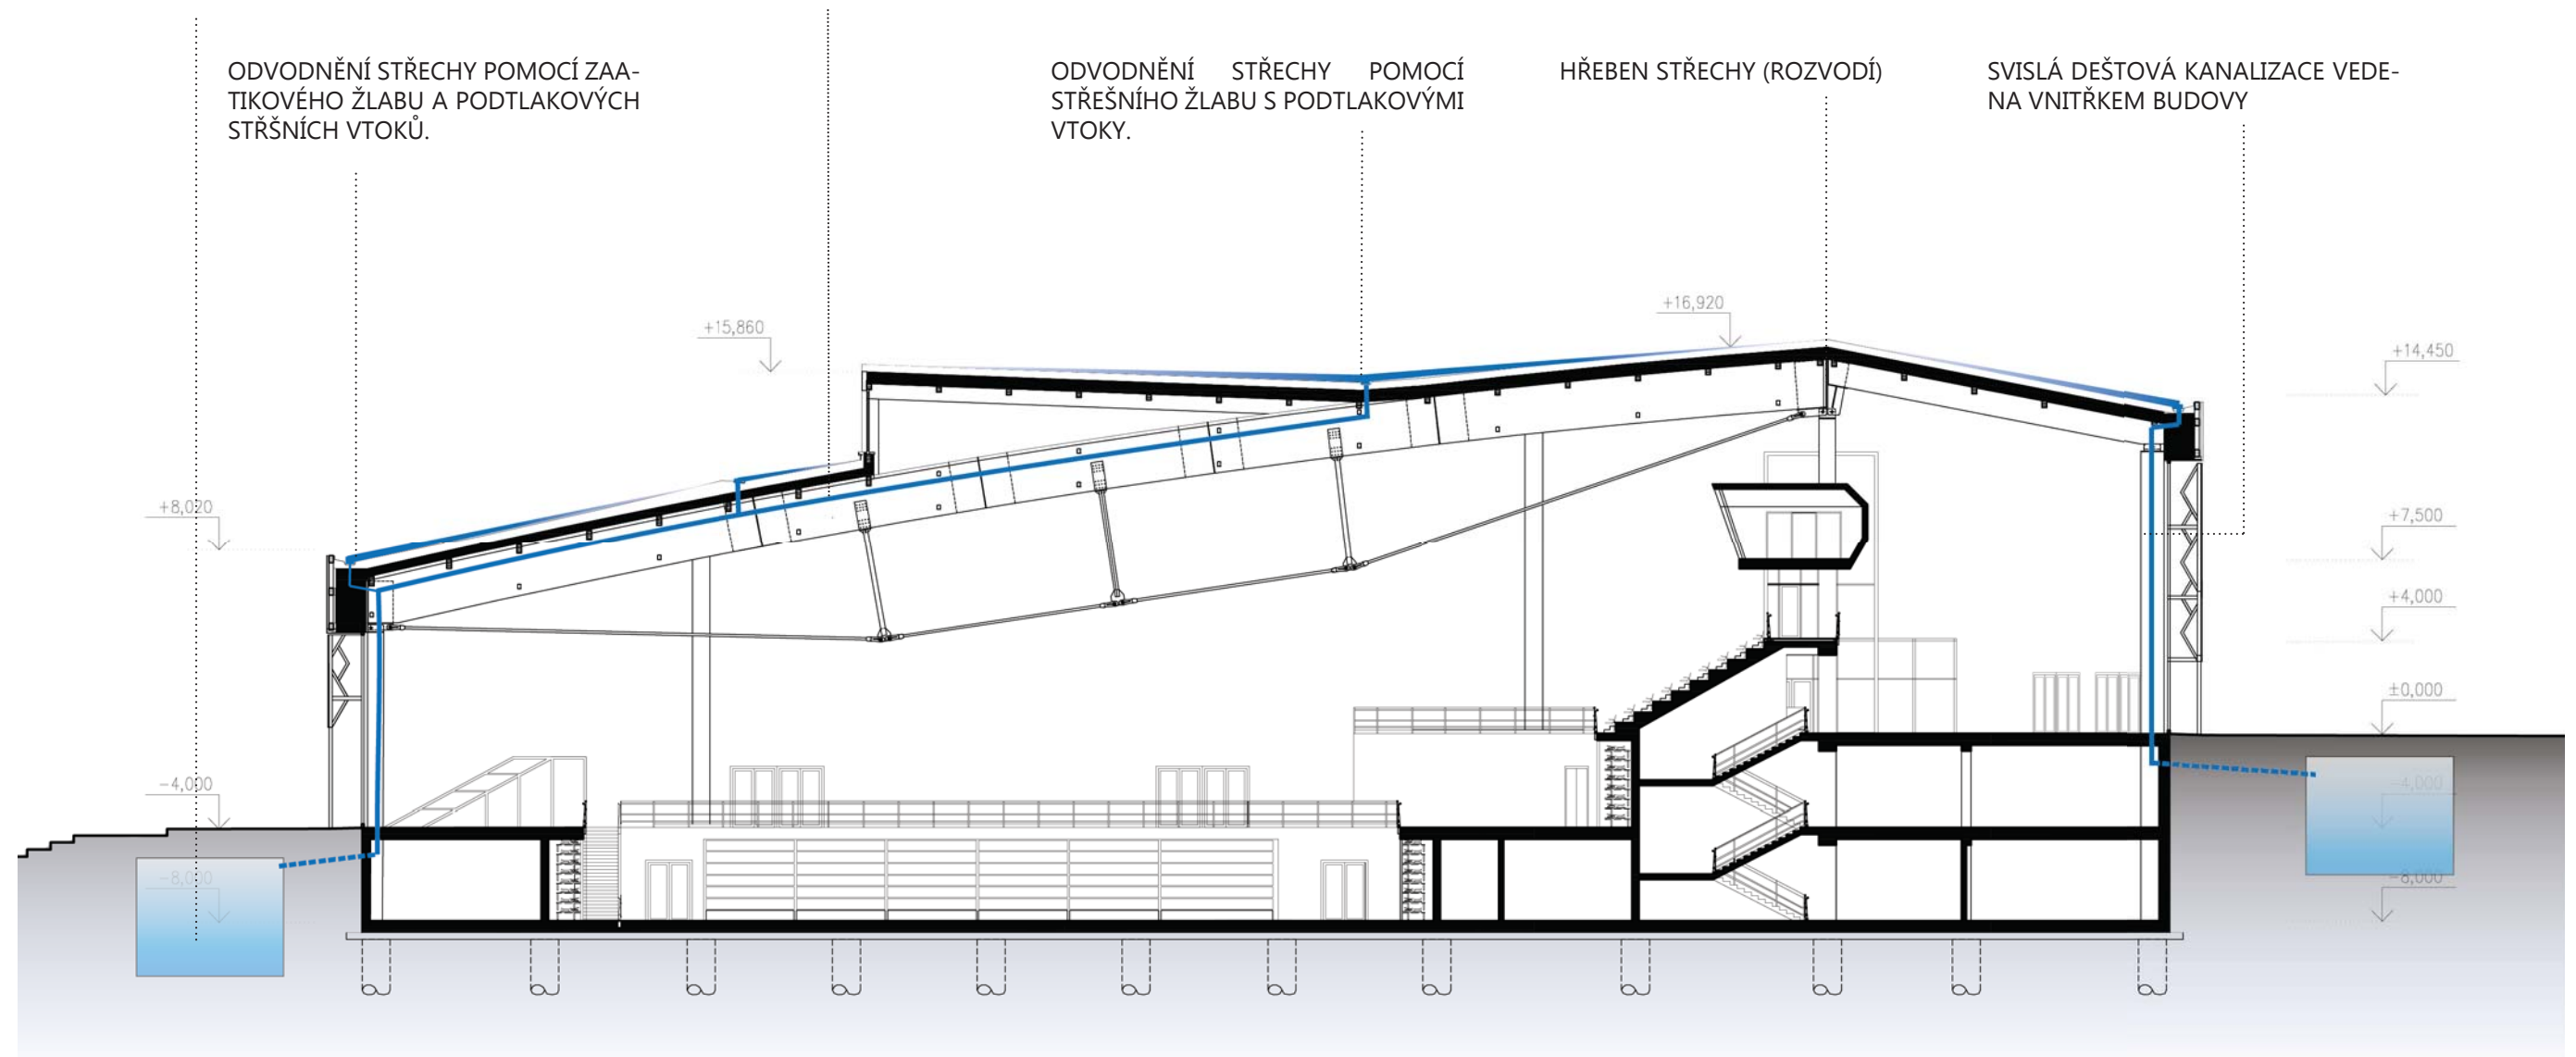 ODVODNĚNÍ STŘECHY POMOCÍ ZAA-
TIKOVÉHO ŽLABU A PODTLAKOVÝCH
STŘŠNÍCH VTOKŮ.
ODVODNĚNÍ STŘECHY POMOCÍ
STŘEŠNÍHO ŽLABU S PODTLAKOVÝMI
VTOKY.
HŘEBEN STŘECHY (ROZVODÍ)
SVISLÁ DEŠTOVÁ KANALIZACE VEDE-
NA VNITŘKEM BUDOVY
+16,920
+15,860
+14,450
+8,020
+7,500
+4,000
±0,000
-4,000
-4,000
-8,000
-8,000